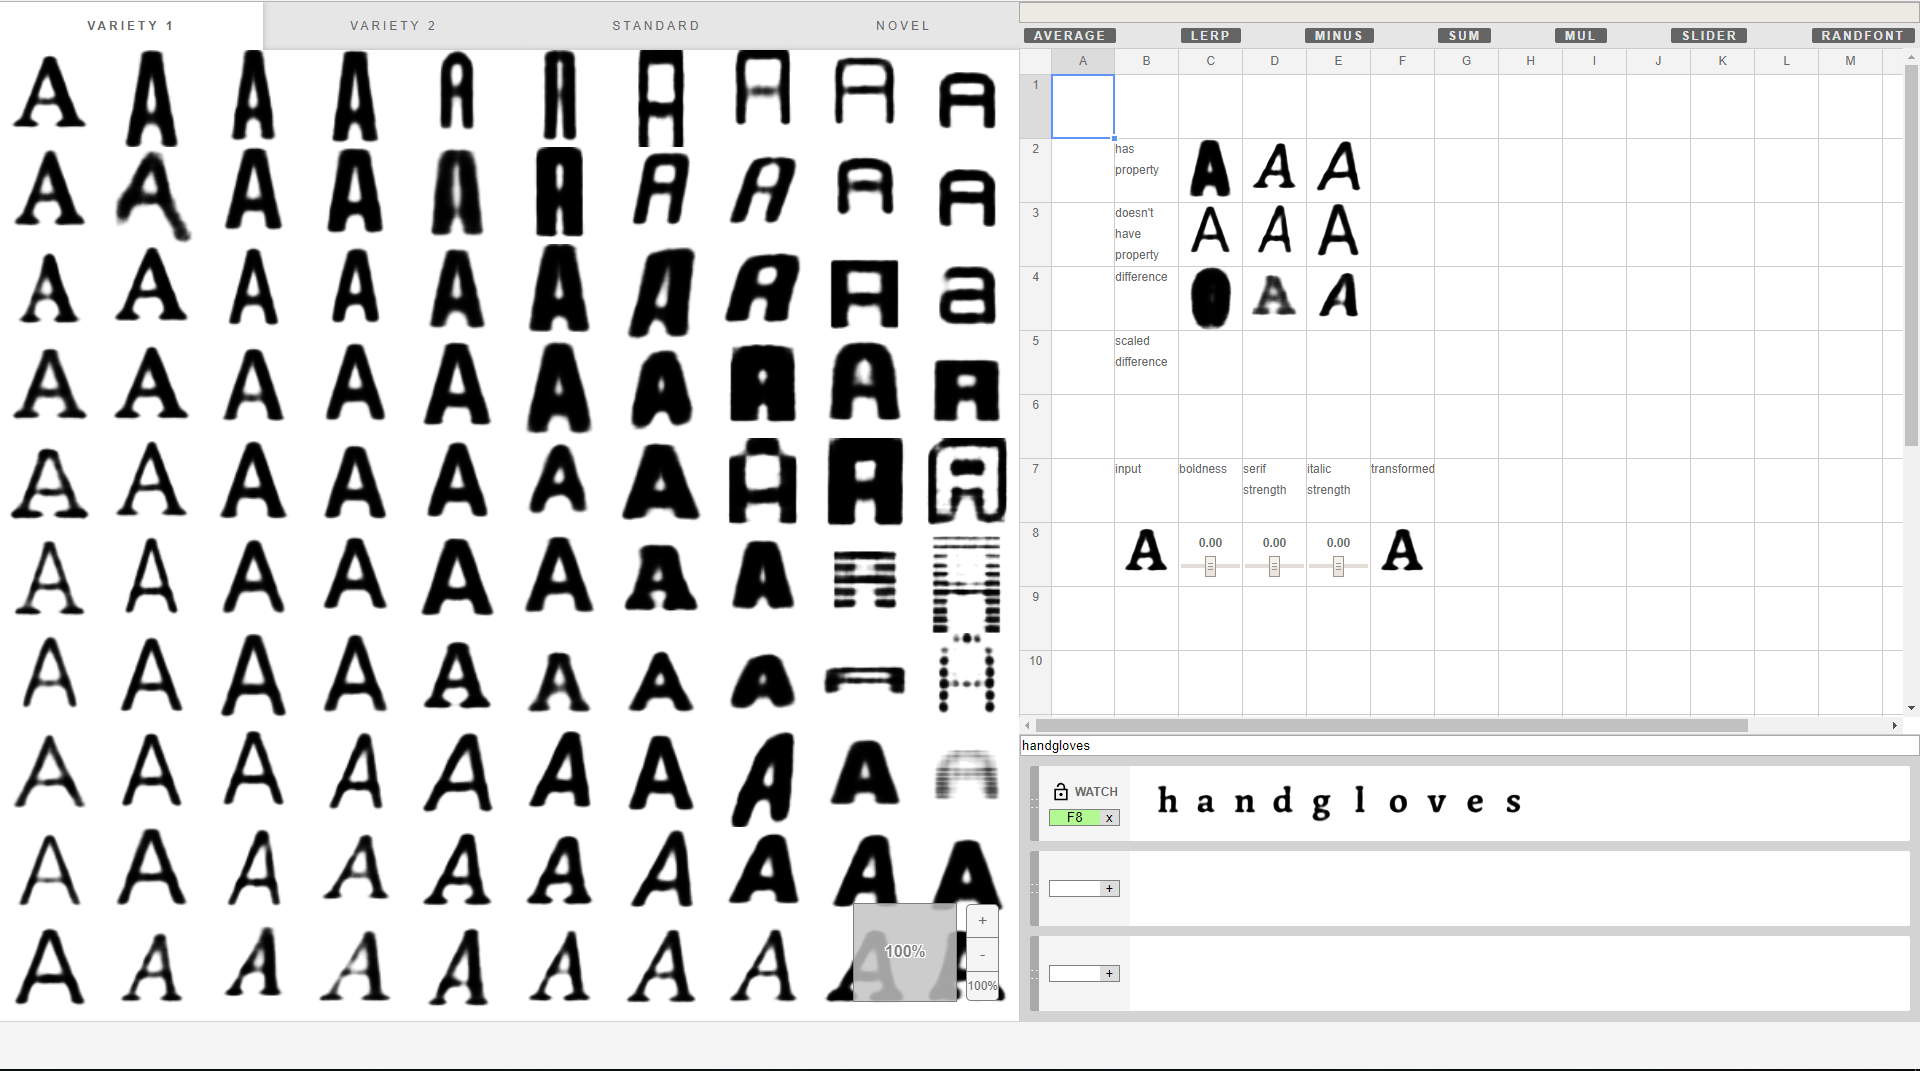 VARIETY 1 VARIETY 2 STANDARD NOVEL
A A A A A A A A A A
A A A A A A A A A A
A A A A A A A A A a
A A A A A A A A A A
A A A A A A A A A A
A A A A A A A A A A
A A A A A A A A A A
A A A A A A A A A A
A A A A A A A A A A
A A A A A A A A A A
100%
+
-
100%
AVERAGE LERP MINUS SUM MUL SLIDER RANDFONT
A B C D E F G H I J K L M
1
2 has property A A A
3 doesn't have property A A A
4 difference A A
5 scaled difference
6
7 input boldness serif strength italic strength transformed
8 A 0.00 0.00 0.00 A
9
10
handgloves
WATCH
F8 x
h a n d g l o v e s
+
+